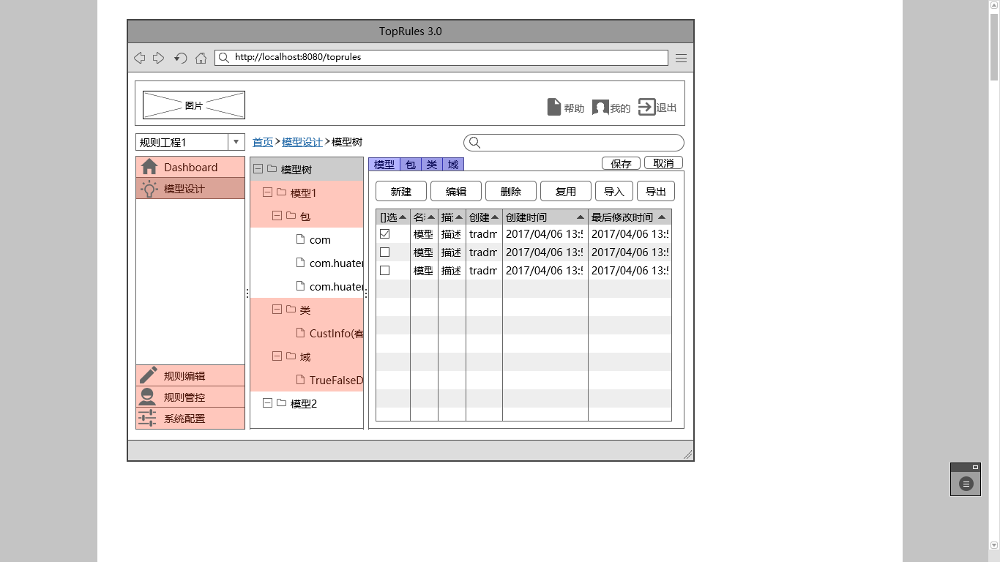 TopRules 3.0
http://localhost:8080/toprules
图片
帮助
我的
退出
规则工程1
首页>模型设计>模型树
Dashboard
模型设计
规则编辑
规则管控
系统配置
模型树
模型1
包
com
com.huater
com.huater
类
CustInfo(客
域
TrueFalseD
模型2
模型 包 类 域
保存 取消
新建 编辑 删除 复用 导入 导出
[]选 名 描 创建 创建时间 最后修改时间
模型 描述 tradm 2017/04/06 13:5 2017/04/06 13:5
模型 描述 tradm 2017/04/06 13:5 2017/04/06 13:5
模型 描述 tradm 2017/04/06 13:5 2017/04/06 13:5